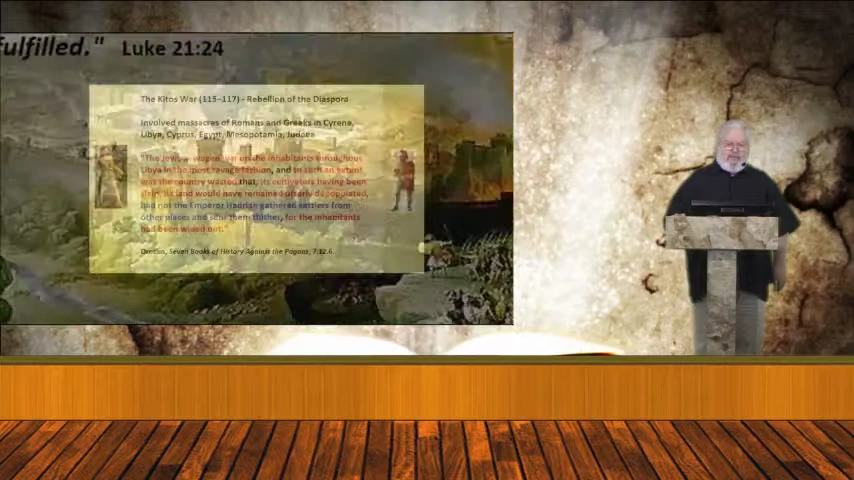 fulfilled." Luke 21:24
The Kitos War (115–117) - Rebellion of the Diaspora
Involved massacres of Romans and Greeks in Cyrene,
Libya, Cyprus, Egypt, Mesopotamia, Judaea
"The Jews waged war on the inhabitants throughout
Libya in the most savage fashion, and to such an extent
was the country wasted that, its cultivators having been
slain, its land would have remained utterly depopulated,
had not the Emperor Hadrian gathered settlers from
other places and sent them thither, for the inhabitants
had been wiped out."
Orosius, Seven Books of History Against the Pagans, 7.12.6.